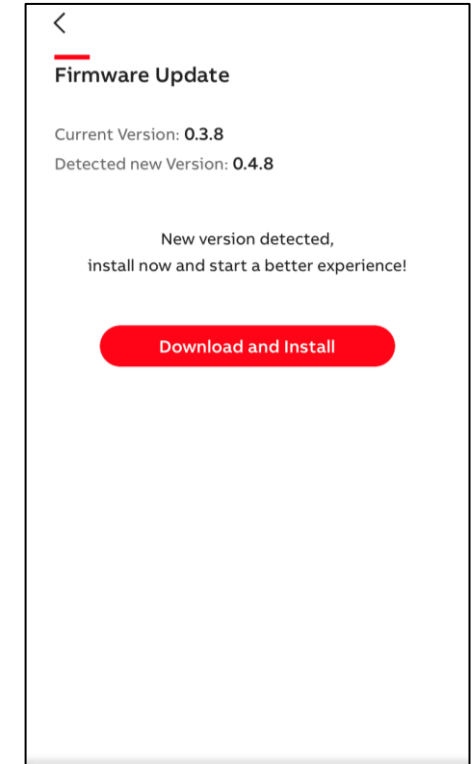 Firmware Update
Current Version: 0.3.8
Detected new Version: 0.4.8
New version detected,
install now and start a better experience!
Download and Install